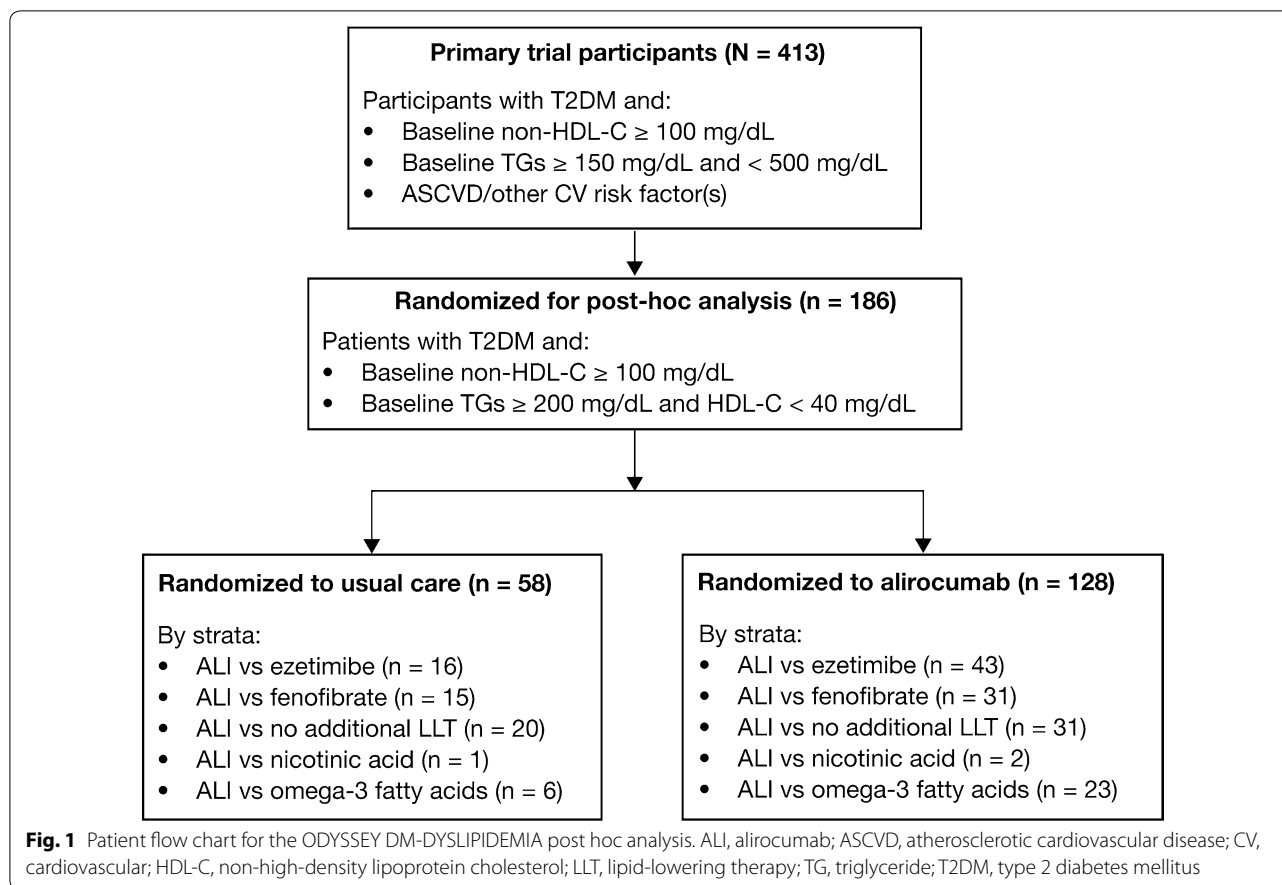 Primary trial participants (N = 413)
Participants with T2DM and:
• Baseline non-HDL-C ≥ 100 mg/dL
• Baseline TGs ≥ 150 mg/dL and < 500 mg/dL
• ASCVD/other CV risk factor(s)
Randomized for post-hoc analysis (n = 186)
Patients with T2DM and:
• Baseline non-HDL-C ≥ 100 mg/dL
• Baseline TGs ≥ 200 mg/dL and HDL-C < 40 mg/dL
Randomized to usual care (n = 58)
By strata:
• ALI vs ezetimibe (n = 16)
• ALI vs fenofibrate (n = 15)
• ALI vs no additional LLT (n = 20)
• ALI vs nicotinic acid (n = 1)
• ALI vs omega-3 fatty acids (n = 6)
Randomized to alirocumab (n = 128)
By strata:
• ALI vs ezetimibe (n = 43)
• ALI vs fenofibrate (n = 31)
• ALI vs no additional LLT (n = 31)
• ALI vs nicotinic acid (n = 2)
• ALI vs omega-3 fatty acids (n = 23)
Fig. 1 Patient flow chart for the ODYSSEY DM-DYSLIPIDEMIA post hoc analysis. ALI, alirocumab; ASCVD, atherosclerotic cardiovascular disease; CV,
cardiovascular; HDL-C, non-high-density lipoprotein cholesterol; LLT, lipid-lowering therapy; TG, triglyceride; T2DM, type 2 diabetes mellitus